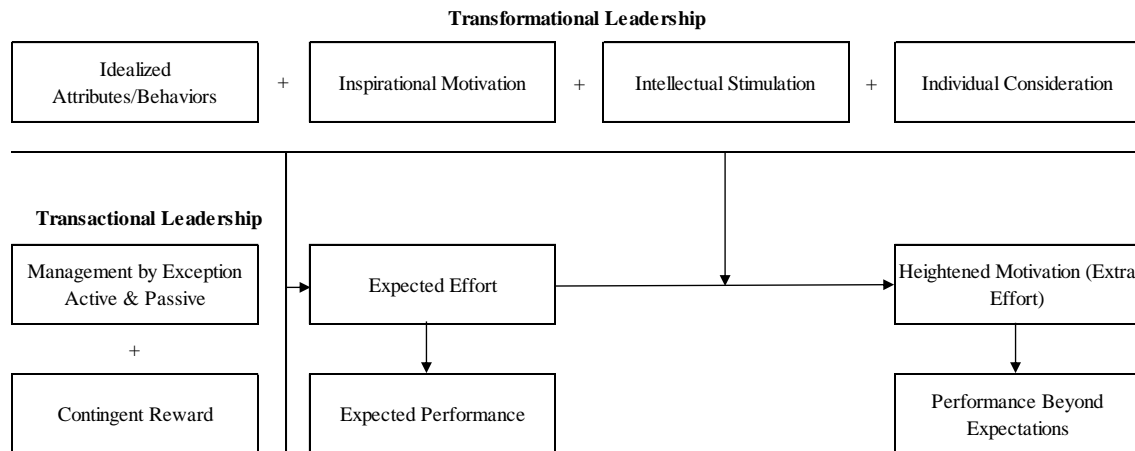 Transformational Leadership
Idealized
Attributes/Behaviors
+
Inspirational Motivation
+
Intellectual Stimulation
+
Individual Consideration
Transactional Leadership
Management by Exception
Active & Passive
Expected Effort
Heightened Motivation (Extra
Effort)
+
Contingent Reward
Expected Performance
Performance Beyond
Expectations